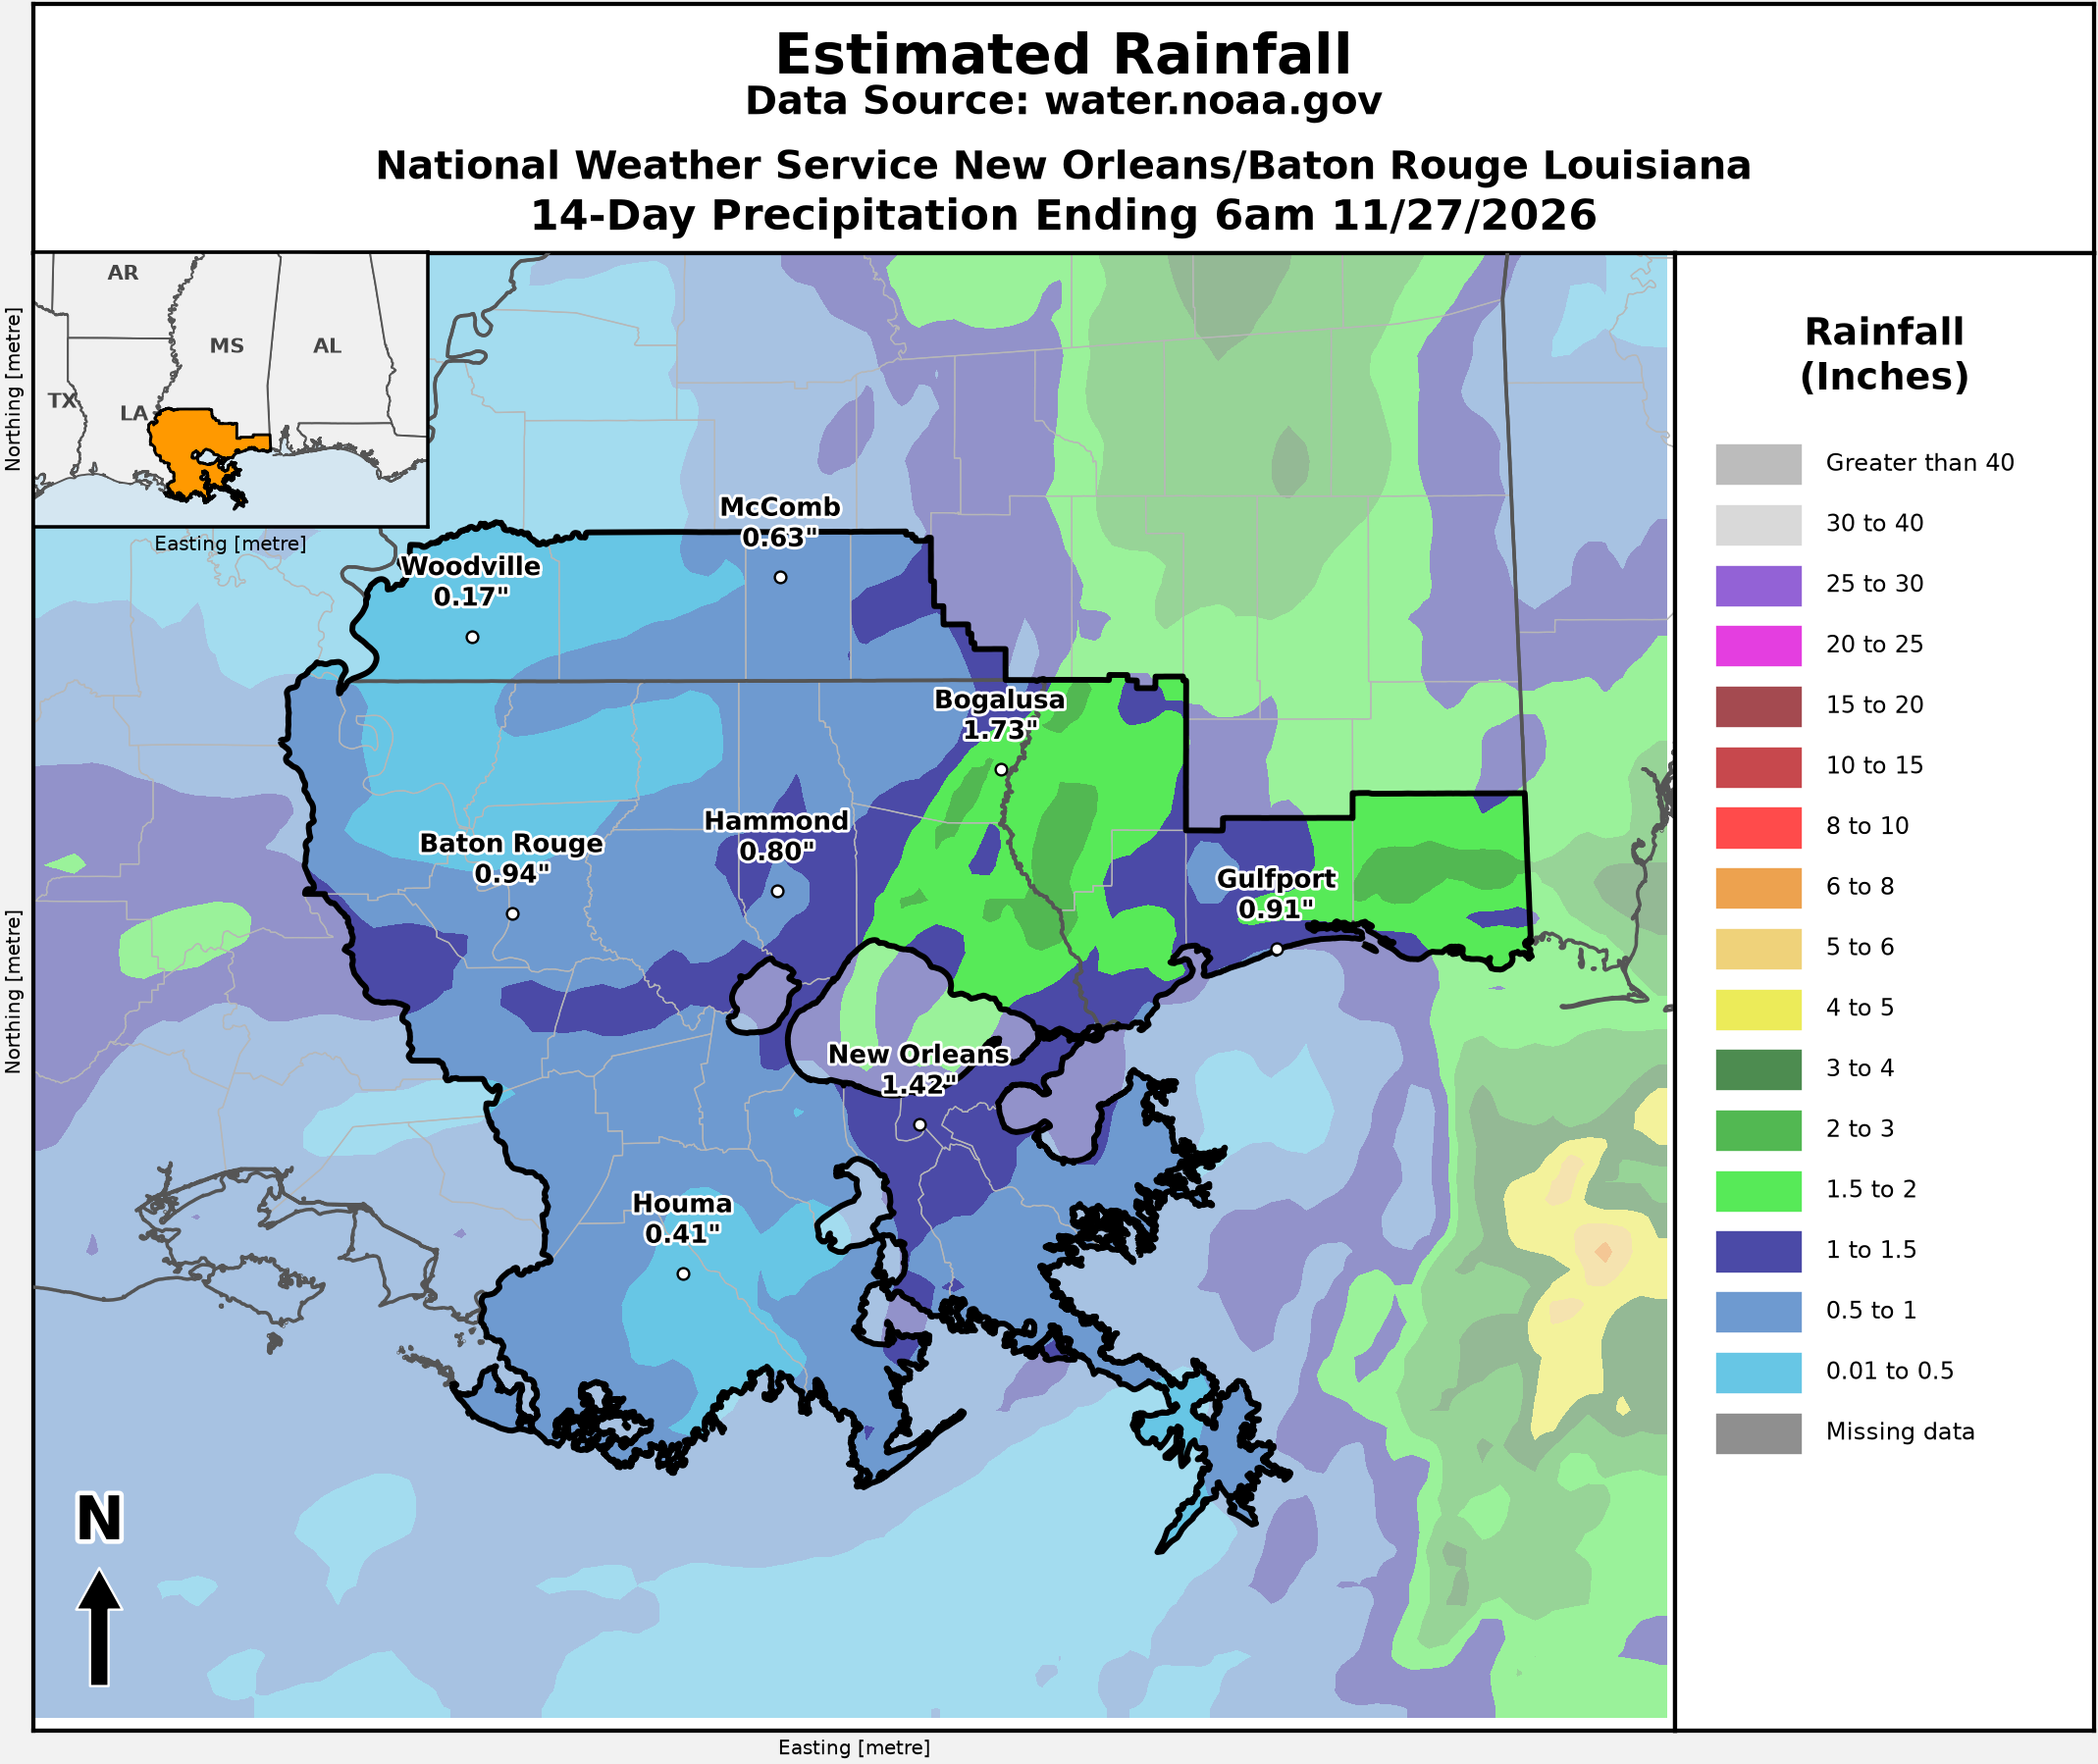 Estimated Rainfall
Data Source: water.noaa.gov
National Weather Service New Orleans/Baton Rouge Louisiana
14-Day Precipitation Ending 6am 11/27/2026
AR
MS
AL
TX
LA
Easting [metre]
Northing [metre]
Northing [metre]
McComb
0.63"
Woodville
0.17"
Bogalusa
1.73"
Hammond
0.80"
Baton Rouge
0.94"
Gulfport
0.91"
New Orleans
1.42"
Houma
0.41"
N
Easting [metre]
Rainfall
(Inches)
Greater than 40
30 to 40
25 to 30
20 to 25
15 to 20
10 to 15
8 to 10
6 to 8
5 to 6
4 to 5
3 to 4
2 to 3
1.5 to 2
1 to 1.5
0.5 to 1
0.01 to 0.5
Missing data